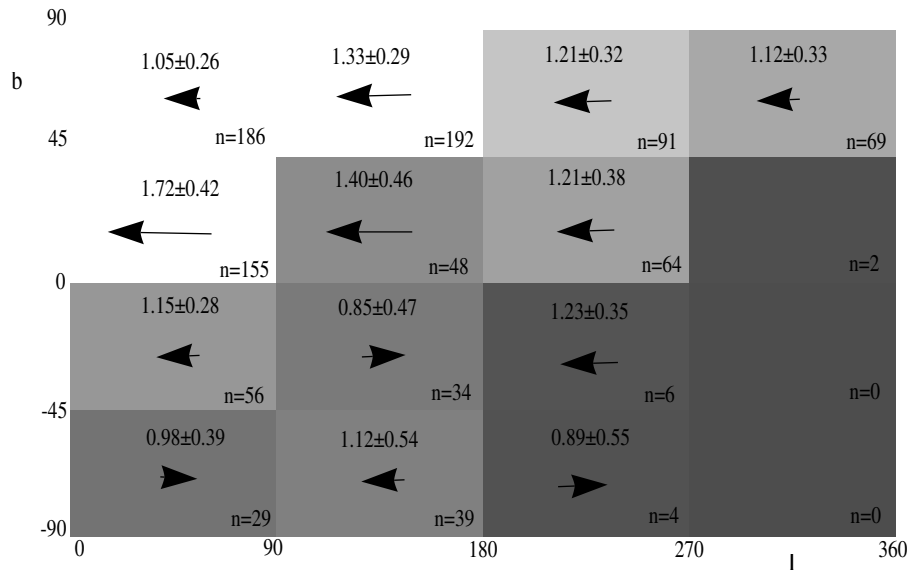 90
1.05±0.26
1.33±0.29
1.21±0.32
1.12±0.33
b
45
n=186
n=192
n=91
n=69
1.72±0.42
1.40±0.46
1.21±0.38
0
n=155
n=48
n=64
n=2
1.15±0.28
0.85±0.47
1.23±0.35
-45
n=56
n=34
n=6
n=0
0.98±0.39
1.12±0.54
0.89±0.55
-90
n=29
n=39
n=4
n=0
0
90
180
270
360
l